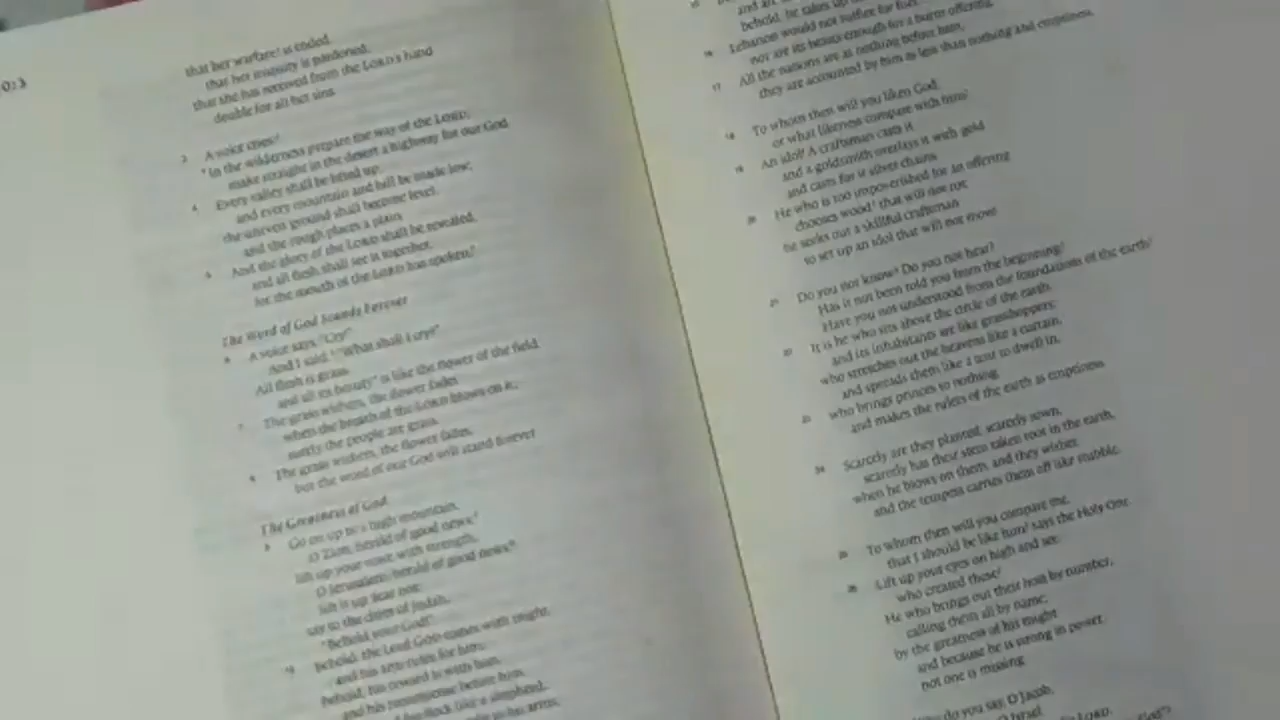 that her warfare is ended,
that her iniquity is pardoned,
that she has received from the LORD's hand
double for all her sins.
3 A voice cries:
"In the wilderness prepare the way of the LORD;
make straight in the desert a highway for our God.
4 Every valley shall be lifted up,
and every mountain and hill be made low;
the uneven ground shall become level,
and the rough places a plain.
5 And the glory of the LORD shall be revealed,
and all flesh shall see it together,
for the mouth of the LORD has spoken."
The Word of God Stands Forever
6 A voice says, "Cry!"
And I said, "What shall I cry?"
All flesh is grass,
and all its beauty is like the flower of the field.
7 The grass withers, the flower fades
when the breath of the LORD blows on it;
surely the people are grass.
8 The grass withers, the flower fades,
but the word of our God will stand forever.
The Greatness of God
9 Go on up to a high mountain,
O Zion, herald of good news;
lift up your voice with strength,
O Jerusalem, herald of good news;
lift it up, fear not;
say to the cities of Judah,
"Behold your God!"
10 Behold, the Lord GOD comes with might,
and his arm rules for him;
behold, his reward is with him,
and his recompense before him.
flock like a shepherd;
his arms;
behold, he takes up
16 Lebanon would not suffice for fuel,
nor are its beasts enough for a burnt offering.
17 All the nations are as nothing before him,
they are accounted by him as less than nothing and emptiness.
18 To whom then will you liken God,
or what likeness compare with him?
19 An idol! A craftsman casts it,
and a goldsmith overlays it with gold
and casts for it silver chains.
20 He who is too impoverished for an offering
chooses wood that will not rot;
he seeks out a skillful craftsman
to set up an idol that will not move.
21 Do you not know? Do you not hear?
Has it not been told you from the beginning?
Have you not understood from the foundations of the earth?
22 It is he who sits above the circle of the earth,
and its inhabitants are like grasshoppers;
who stretches out the heavens like a curtain,
and spreads them like a tent to dwell in;
23 who brings princes to nothing,
and makes the rulers of the earth as emptiness.
24 Scarcely are they planted, scarcely sown,
scarcely has their stem taken root in the earth,
when he blows on them, and they wither,
and the tempest carries them off like stubble.
25 To whom then will you compare me,
that I should be like him? says the Holy One.
26 Lift up your eyes on high and see:
who created these?
He who brings out their host by number,
calling them all by name;
by the greatness of his might
and because he is strong in power,
not one is missing.
do you say, O Jacob,
O Israel,
LORD,